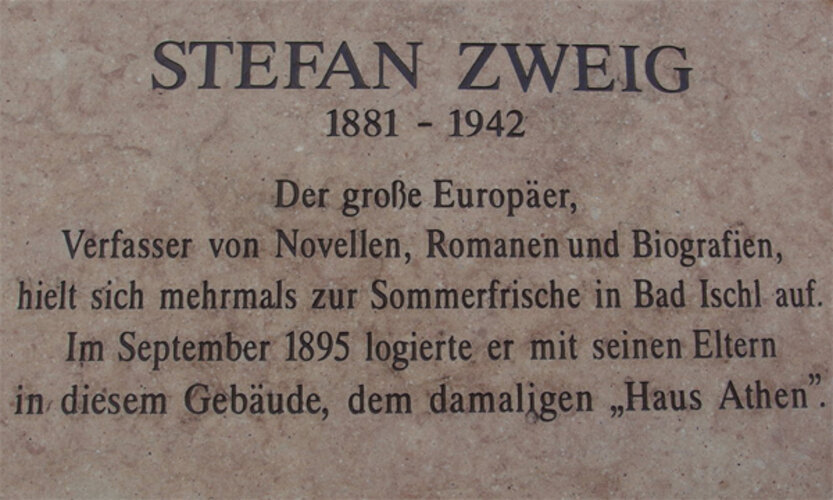 STEFAN ZWEIG
1881 - 1942
Der große Europäer,
Verfasser von Novellen, Romanen und Biografien,
hielt sich mehrmals zur Sommerfrische in Bad Ischl auf.
Im September 1895 logierte er mit seinen Eltern
in diesem Gebäude, dem damaligen „Haus Athen”.